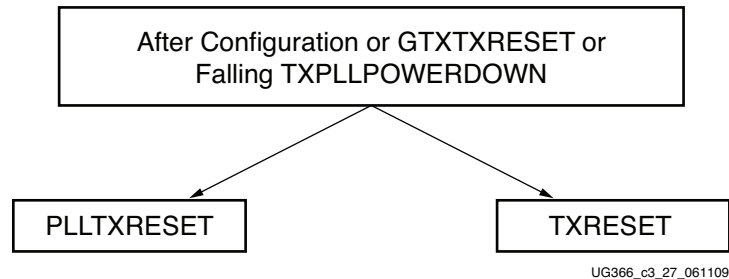 After Configuration or GTXTXRESET or
Falling TXPLLPOWERDOWN
PLLTXRESET
TXRESET
UG366_c3_27_061109